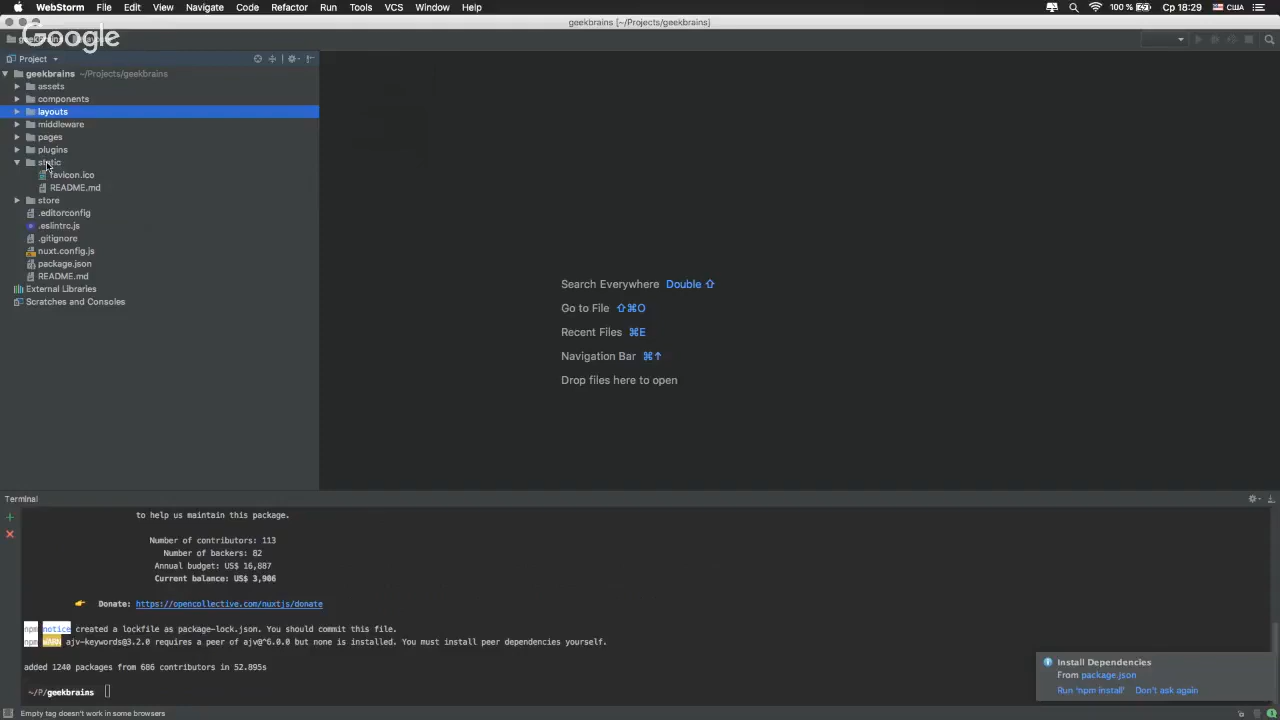 WebStorm File Edit View Navigate Code Refactor Run Tools VCS Window Help 100 % Ср 18:29 США
geekbrains [~/Projects/geekbrains]
Google
Project
geekbrains ~/Projects/geekbrains
assets
components
layouts
middleware
pages
plugins
static
favicon.ico
README.md
store
.editorconfig
.eslintrc.js
.gitignore
nuxt.config.js
package.json
README.md
External Libraries
Scratches and Consoles
Search Everywhere Double ⇧
Go to File ⇧⌘O
Recent Files ⌘E
Navigation Bar ⌘↑
Drop files here to open
Terminal
to help us maintain this package.
Number of contributors: 113
Number of backers: 82
Annual budget: US$ 16,887
Current balance: US$ 3,906
👉 Donate: https://opencollective.com/nuxtjs/donate
npm notice created a lockfile as package-lock.json. You should commit this file.
npm WARN ajv-keywords@3.2.0 requires a peer of ajv@^6.0.0 but none is installed. You must install peer dependencies yourself.
added 1240 packages from 686 contributors in 52.895s
~/P/geekbrains
Install Dependencies
From package.json
Run 'npm install' Don't ask again
Empty tag doesn't work in some browsers